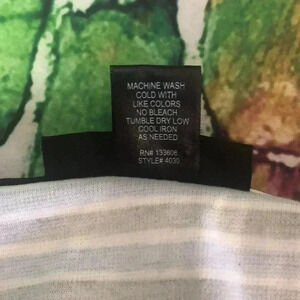 MACHINE WASH
COLD WITH
LIKE COLORS
NO BLEACH
TUMBLE DRY LOW
COOL IRON
AS NEEDED
RN# 133606
STYLE# 4030